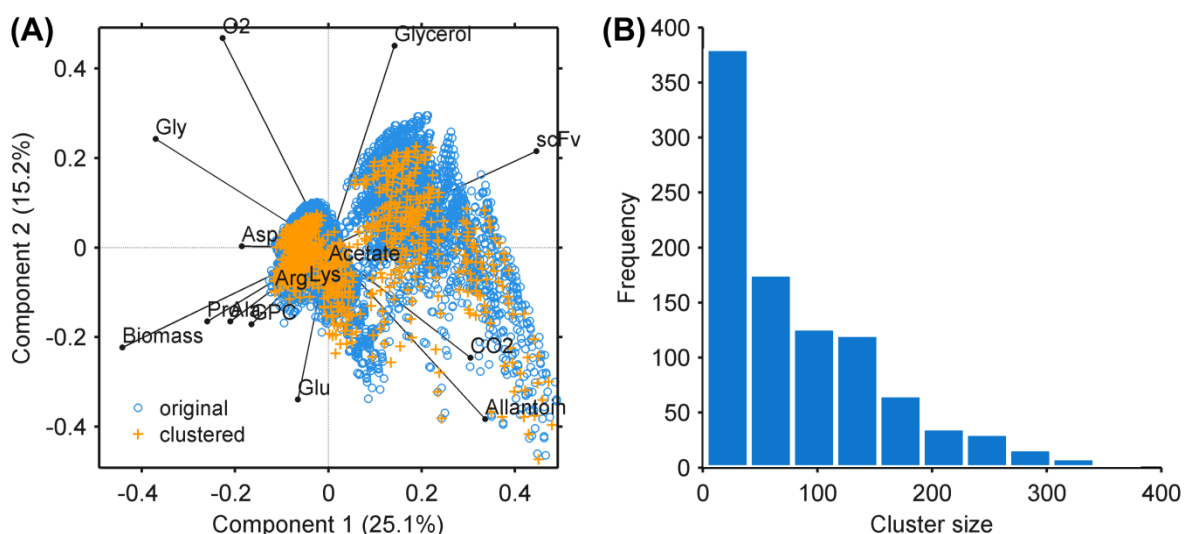 (A)
O2
Glycerol
Gly
scFv
Asp
Acetate
Arg
Lys
Pro
Ala
GPC
Biomass
CO2
Glu
Allantoin
original
clustered
0.4
0.2
0
-0.2
-0.4
-0.4
-0.2
0
0.2
0.4
Component 2 (15.2%)
Component 1 (25.1%)
(B)
400
350
300
250
200
150
100
50
0
0
100
200
300
400
Frequency
Cluster size